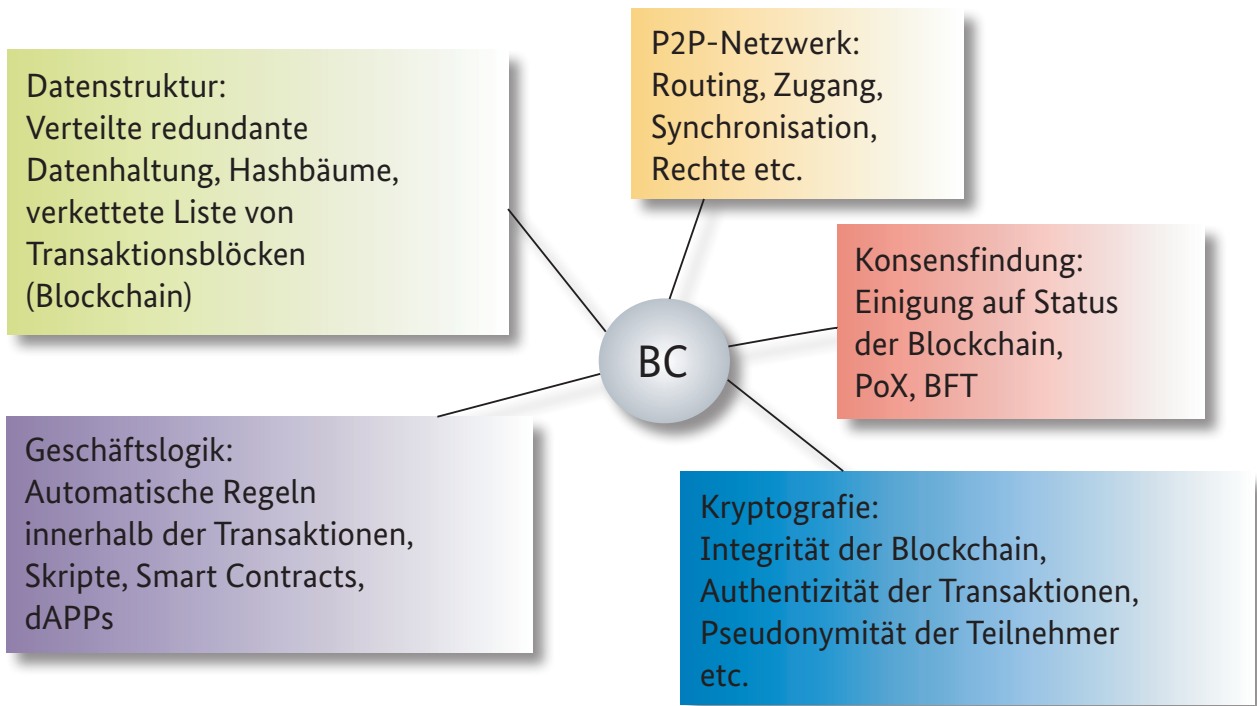 Datenstruktur:
Verteilte redundante
Datenhaltung, Hashbäume,
verkettete Liste von
Transaktionsblöcken
(Blockchain)
P2P-Netzwerk:
Routing, Zugang,
Synchronisation,
Rechte etc.
Konsensfindung:
Einigung auf Status
der Blockchain,
PoX, BFT
BC
Geschäftslogik:
Automatische Regeln
innerhalb der Transaktionen,
Skripte, Smart Contracts,
dAPPs
Kryptografie:
Integrität der Blockchain,
Authentizität der Transaktionen,
Pseudonymität der Teilnehmer
etc.